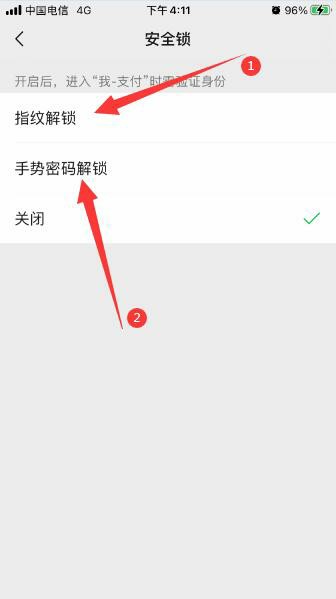 中国电信 4G 下午4:11 96%
安全锁
1
开启后，进入“我-支付”时需验证身份
指纹解锁
手势密码解锁
关闭
2